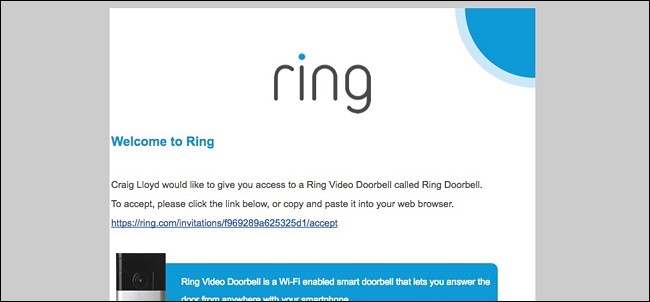 ring
Welcome to Ring
Craig Lloyd would like to give you access to a Ring Video Doorbell called Ring Doorbell.
To accept, please click the link below, or copy and paste it into your web browser.
https://ring.com/invitations/f969289a625325d1/accept
Ring Video Doorbell is a Wi-Fi enabled smart doorbell that lets you answer the
door from anywhere with your smartphone